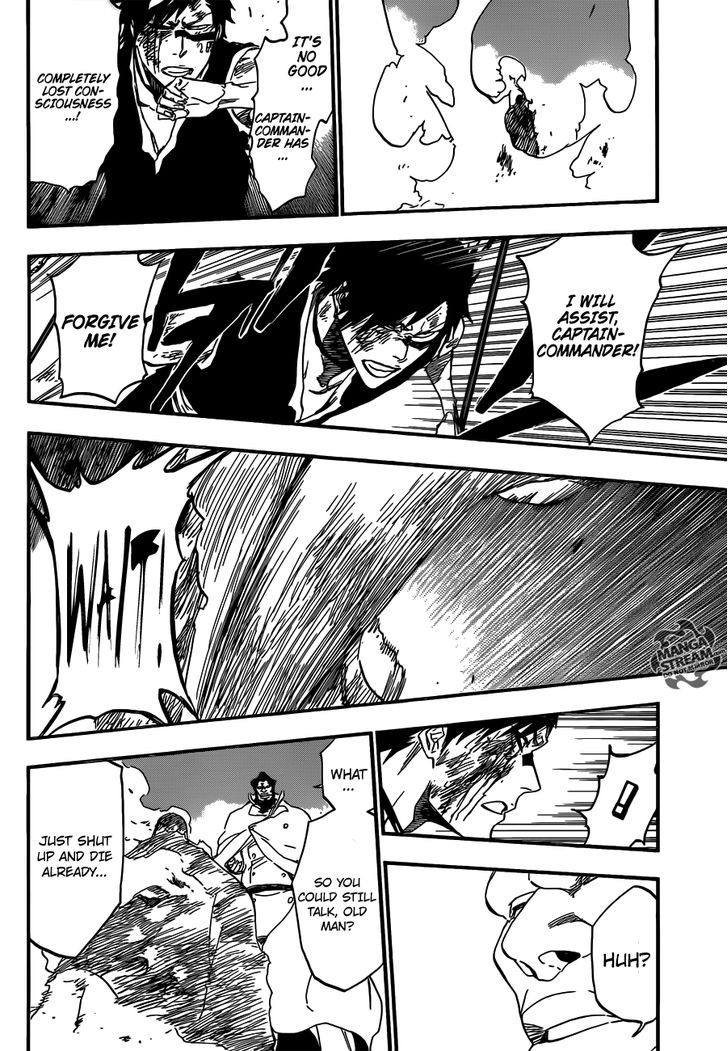 IT'S
NO
GOOD
...
CAPTAIN-
COMMAN-
DER HAS
...
COMPLETELY
LOST CON-
SCIOUSNESS
...!
I WILL
ASSIST,
CAPTAIN-
COMMANDER!
FORGIVE
ME!
WAIT!
MANGA
STREAM
!!
HUH?
WHAT
...
SO YOU
COULD STILL
TALK, OLD
MAN?
JUST SHUT
UP AND DIE
ALREADY...